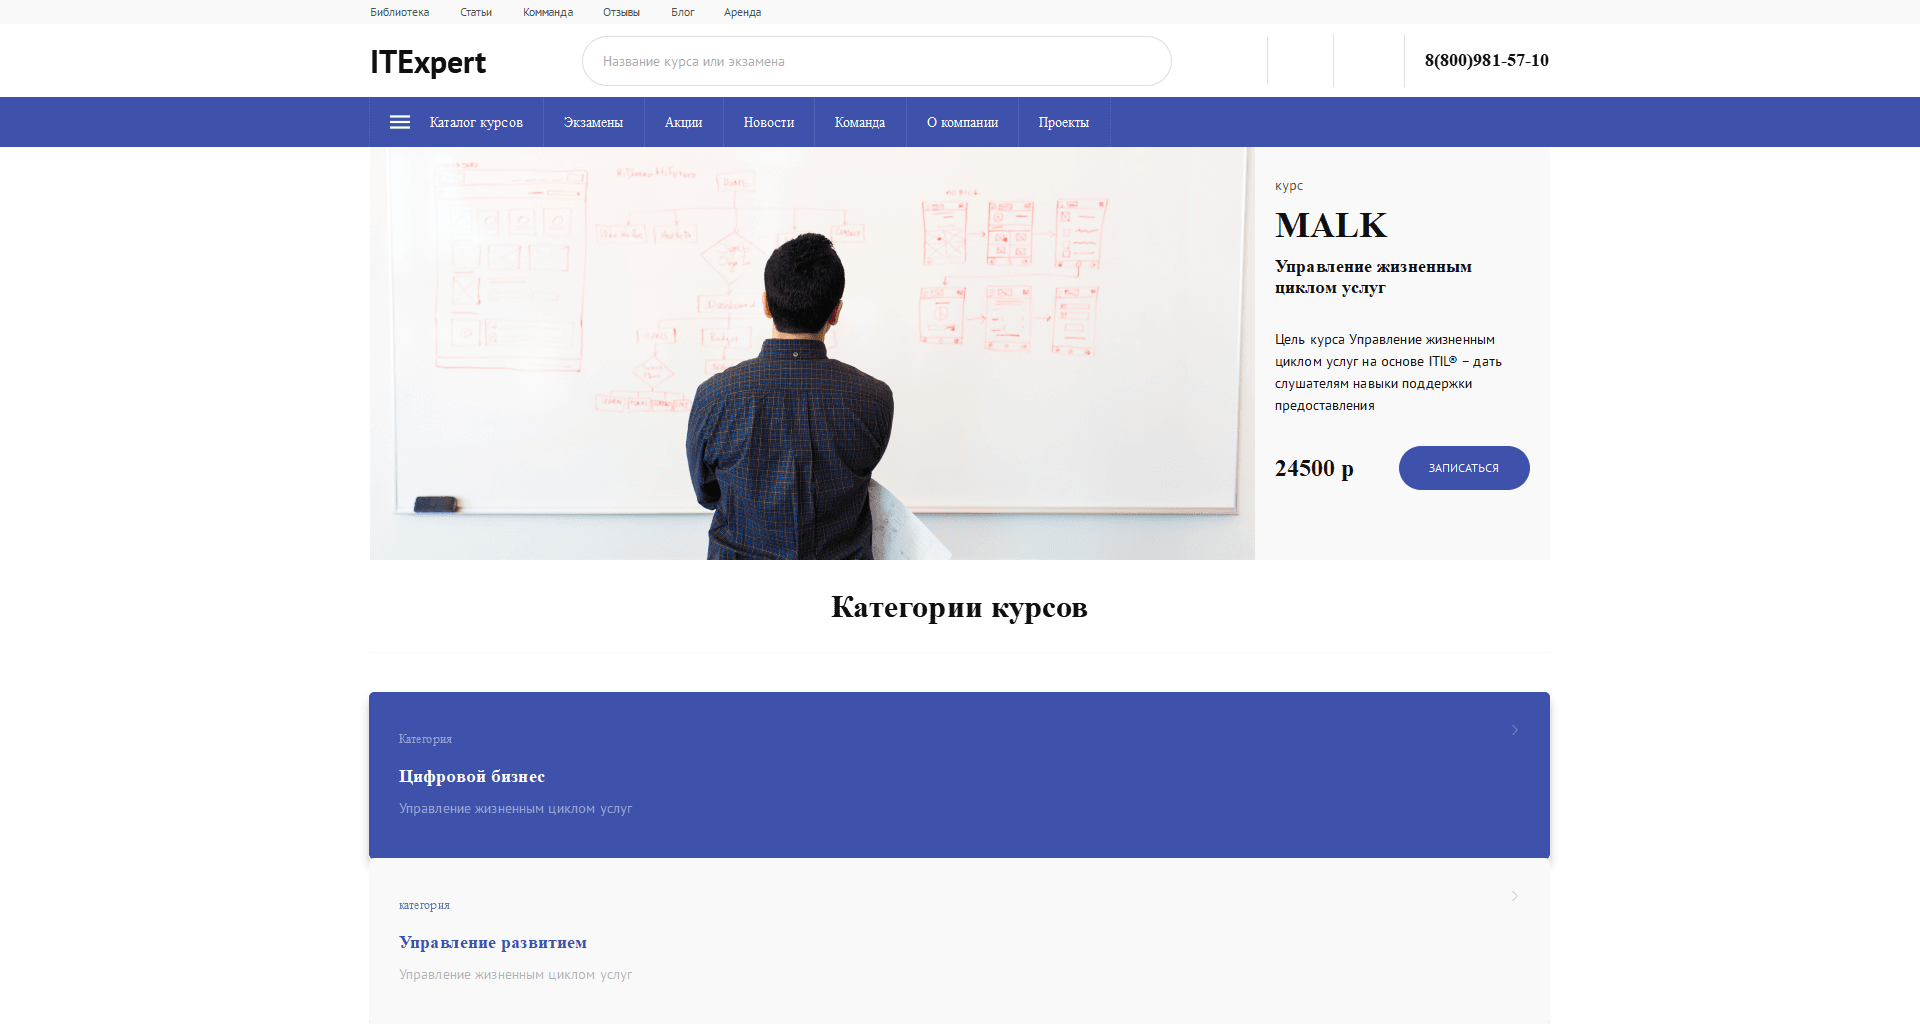 Библиотека Статьи Комманда Отзывы Блог Аренда
ITExpert
Название курса или экзамена
8(800)981-57-10
Каталог курсов Экзамены Акции Новости Команда О компании Проекты
MOBILE
курс
MALK
Управление жизненным
циклом услуг
Цель курса Управление жизненным
циклом услуг на основе ITIL® – дать
слушателям навыки поддержки
предоставления
24500 р
ЗАПИСАТЬСЯ
Категории курсов
Категория
Цифровой бизнес
Управление жизненным циклом услуг
категория
Управление развитием
Управление жизненным циклом услуг